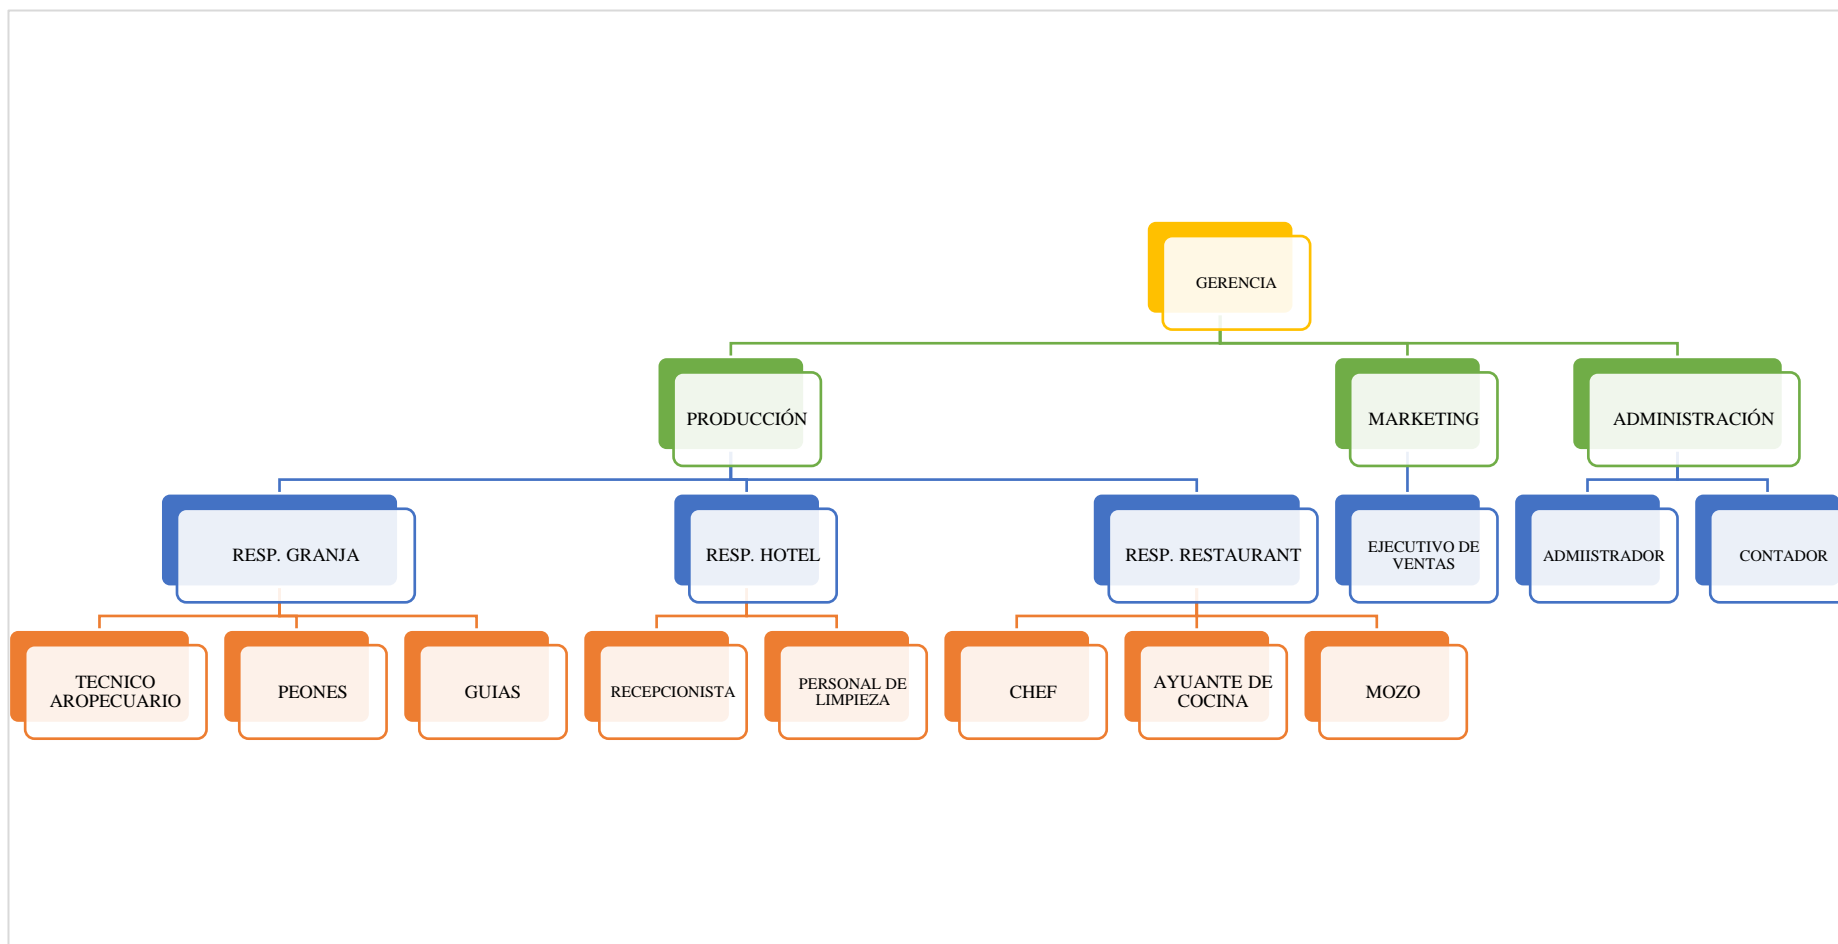 GERENCIA
PRODUCCIÓN
MARKETING
ADMINISTRACIÓN
RESP. GRANJA
RESP. HOTEL
RESP. RESTAURANT
EJECUTIVO DE
VENTAS
ADMIISTRADOR
CONTADOR
TECNICO
AROPECUARIO
PEONES
GUIAS
RECEPCIONISTA
PERSONAL DE
LIMPIEZA
CHEF
AYUANTE DE
COCINA
MOZO